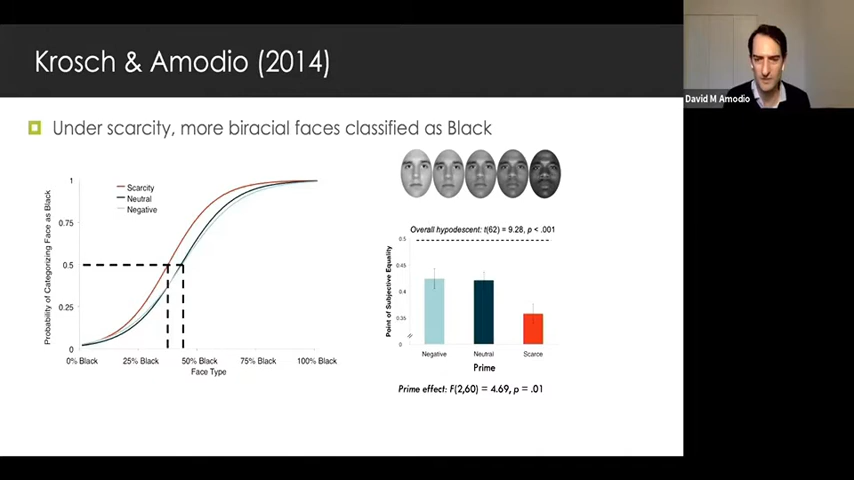 Krosch & Amodio (2014)
David M Amodio
Under scarcity, more biracial faces classified as Black
Probability of Categorizing Face as Black
1
0.75
0.5
0.25
0
Scarcity
Neutral
Negative
0% Black
25% Black
50% Black
75% Black
100% Black
Face Type
Overall hypodescent: t(62) = 9.28, p < .001
Point of Subjective Equality
0.5
0.45
0.4
0.35
0
Negative
Neutral
Scarce
Prime
Prime effect: F(2,60) = 4.69, p = .01